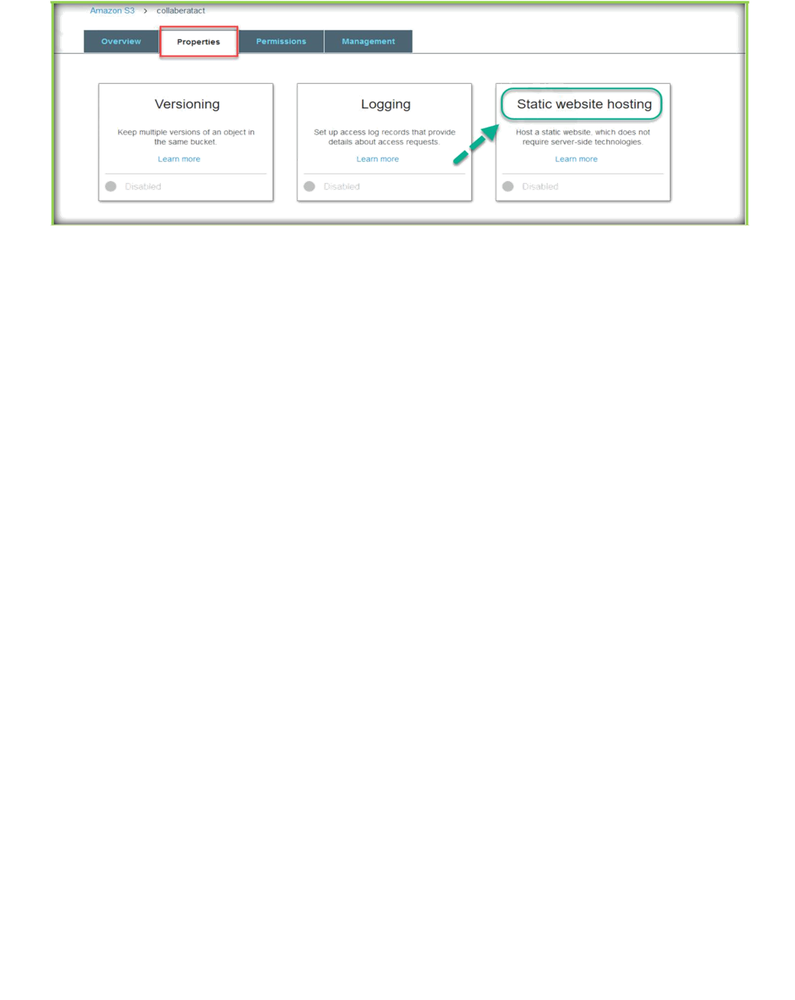 Amazon S3 > collaberatact
Overview Properties Permissions Management
Versioning
Keep multiple versions of an object in
the same bucket.
Learn more
Disabled
Logging
Set up access log records that provide
details about access requests.
Learn more
Disabled
Static website hosting
Host a static website, which does not
require server-side technologies.
Learn more
Disabled